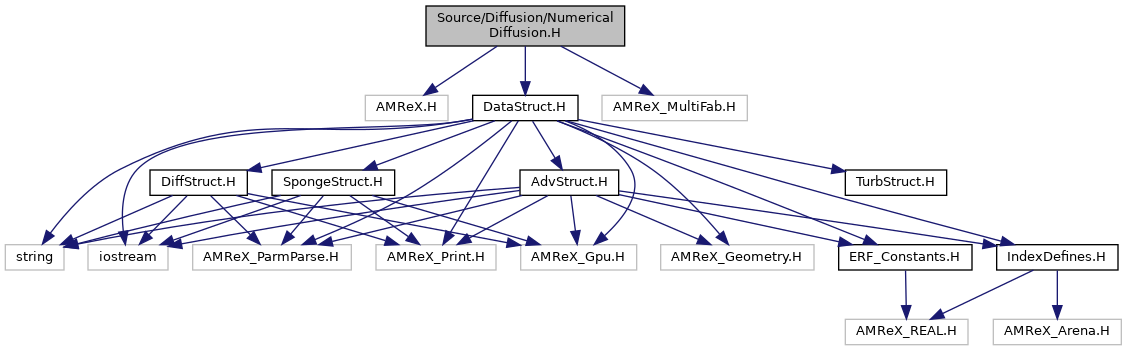 Source/Diffusion/Numerical
Diffusion.H
AMReX.H
DataStruct.H
AMReX_MultiFab.H
DiffStruct.H
SpongeStruct.H
AdvStruct.H
TurbStruct.H
string
iostream
AMReX_ParmParse.H
AMReX_Print.H
AMReX_Gpu.H
AMReX_Geometry.H
ERF_Constants.H
IndexDefines.H
AMReX_REAL.H
AMReX_Arena.H